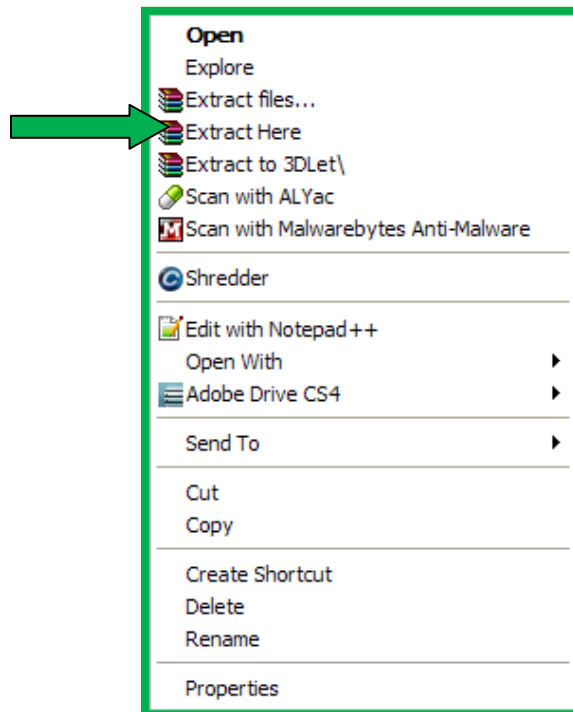 Open
Explore
Extract files...
Extract Here
Extract to 3DLet\
Scan with ALYac
Scan with Malwarebytes Anti-Malware
Shredder
Edit with Notepad++
Open With
Adobe Drive CS4
Send To
Cut
Copy
Create Shortcut
Delete
Rename
Properties